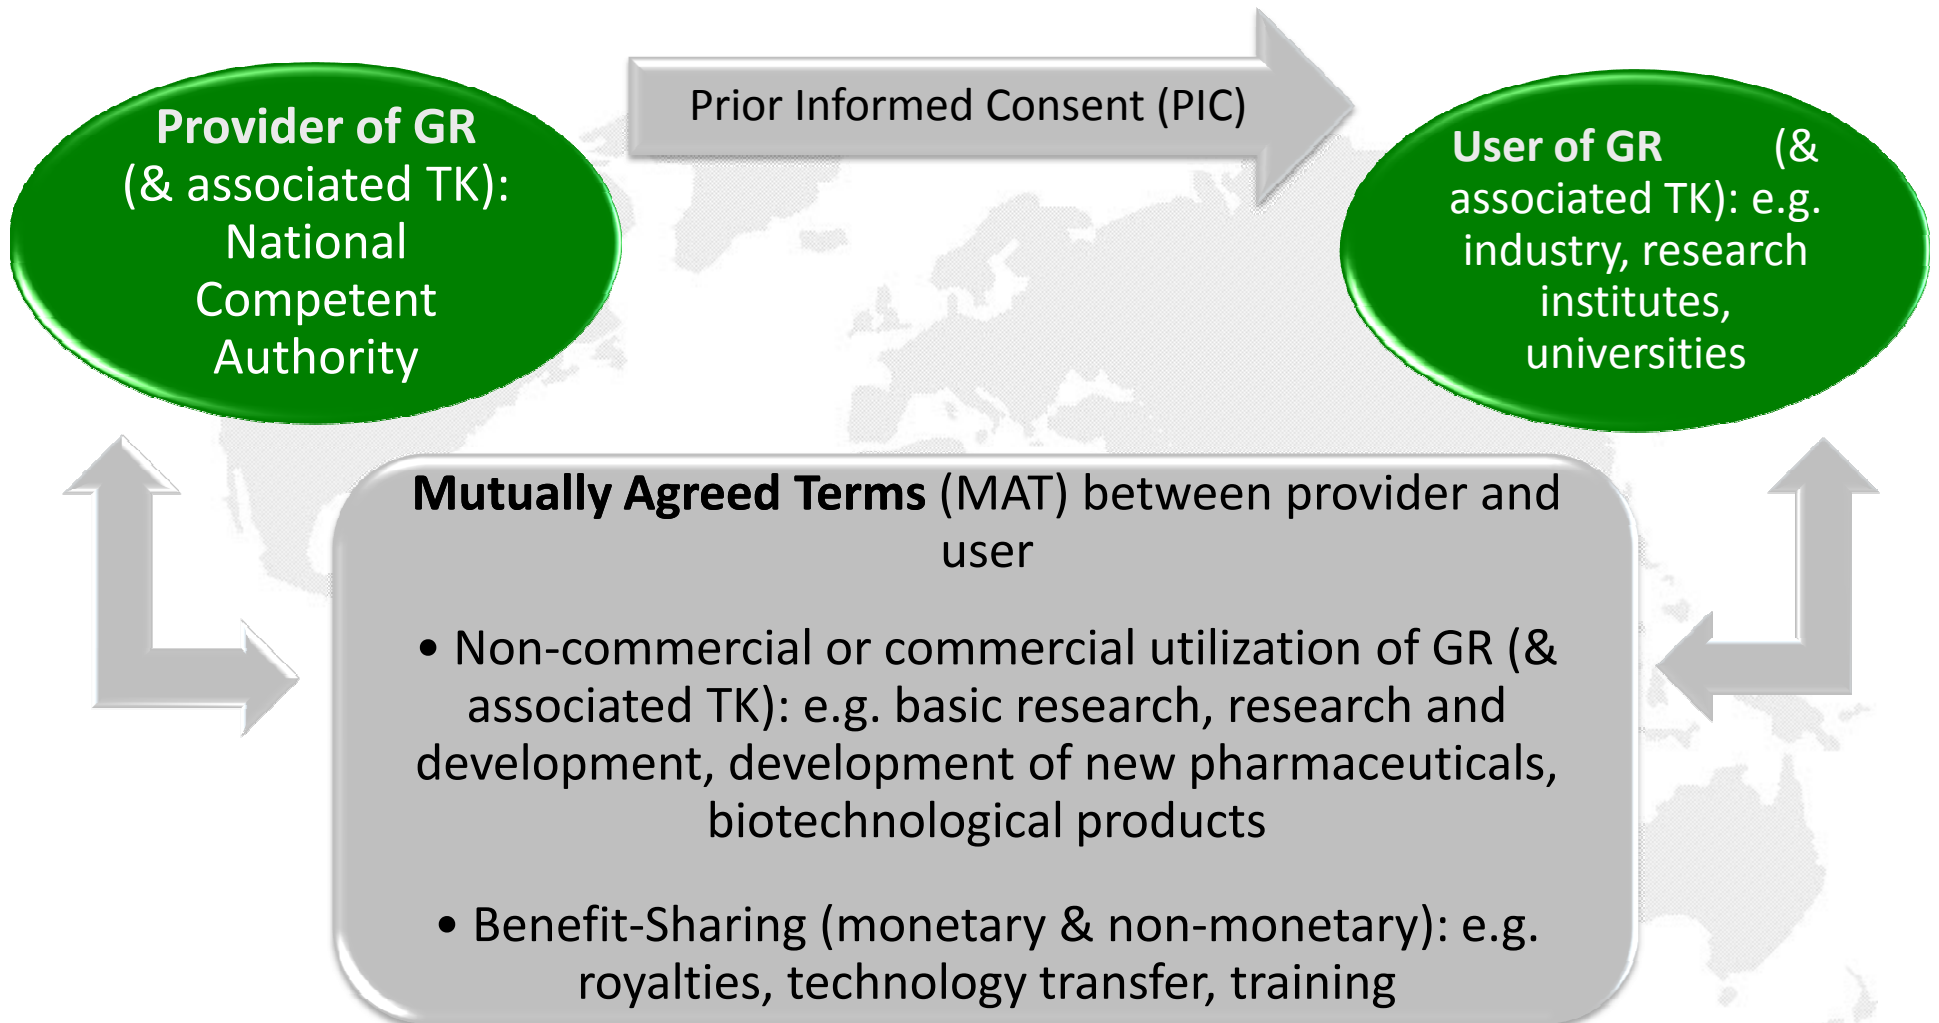 Prior Informed Consent (PIC)
Provider of GR
(& associated TK):
National
Competent
Authority
User of GR (&
associated TK): e.g.
industry, research
institutes,
universities
Mutually Agreed Terms (MAT) between provider and
user
• Non-commercial or commercial utilization of GR (&
associated TK): e.g. basic research, research and
development, development of new pharmaceuticals,
biotechnological products
• Benefit-Sharing (monetary & non-monetary): e.g.
royalties, technology transfer, training